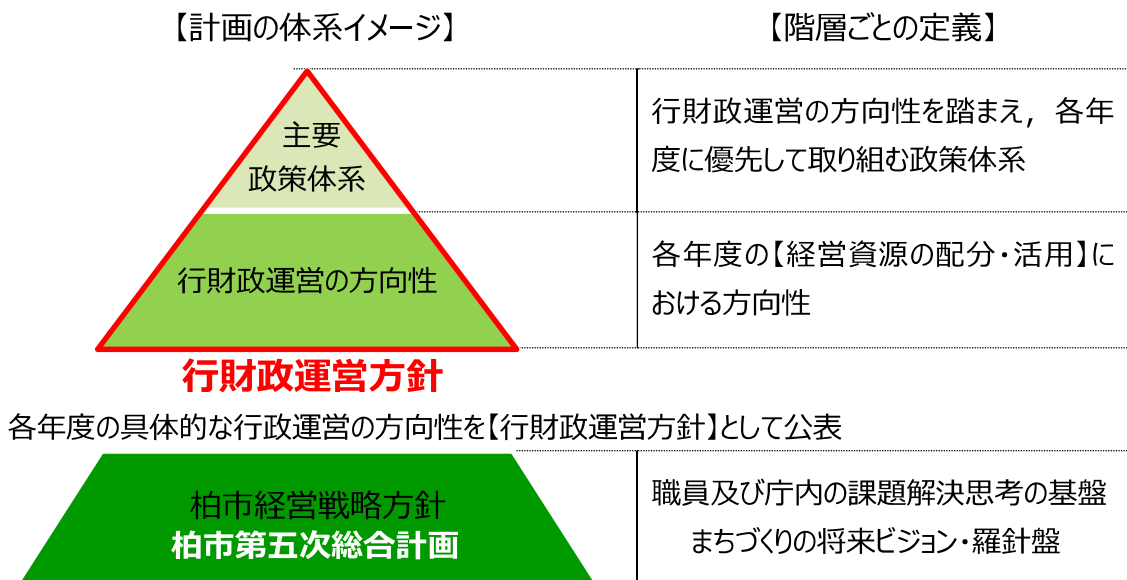 【計画の体系イメージ】
【階層ごとの定義】
主要
政策体系
行財政運営の方向性を踏まえ，各年
度に優先して取り組む政策体系
行財政運営の方向性
各年度の【経営資源の配分・活用】に
おける方向性
行財政運営方針
各年度の具体的な行政運営の方向性を【行財政運営方針】として公表
柏市経営戦略方針
柏市第五次総合計画
職員及び庁内の課題解決思考の基盤
まちづくりの将来ビジョン・羅針盤